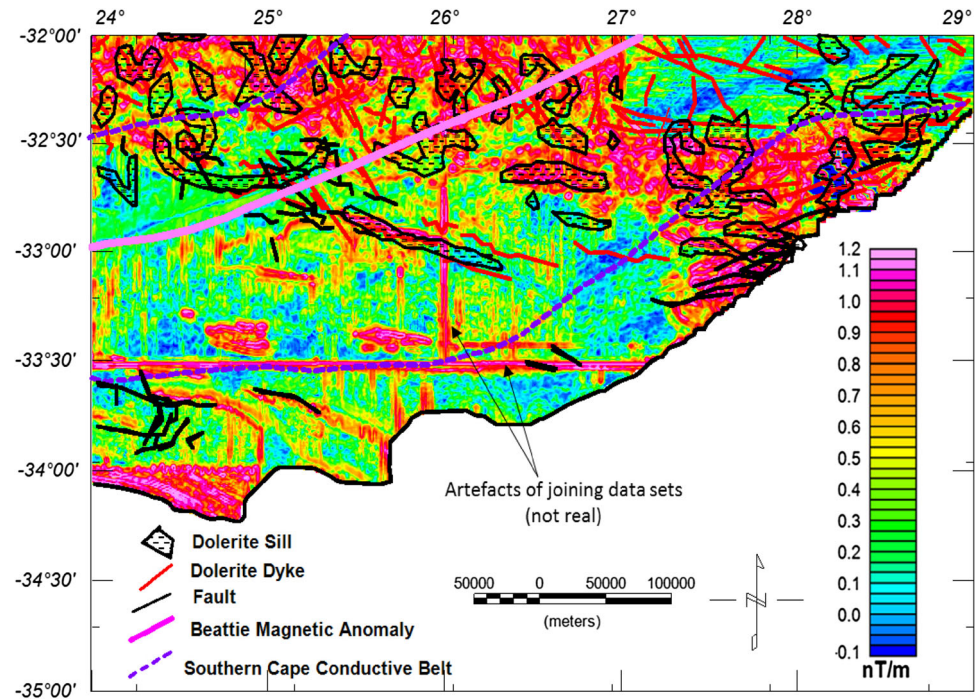 24° 25° 26° 27° 28° 29°
-32°00'
-32°30'
-33°00'
-33°30'
-34°00'
-34°30'
-35°00'
Artefacts of joining data sets
(not real)
Dolerite Sill
Dolerite Dyke
Fault
Beattie Magnetic Anomaly
Southern Cape Conductive Belt
50000 0 50000 100000
(meters)
1.2
1.1
1.0
0.9
0.8
0.7
0.6
0.5
0.4
0.3
0.2
0.1
0.1
0.0
-0.1
nT/m